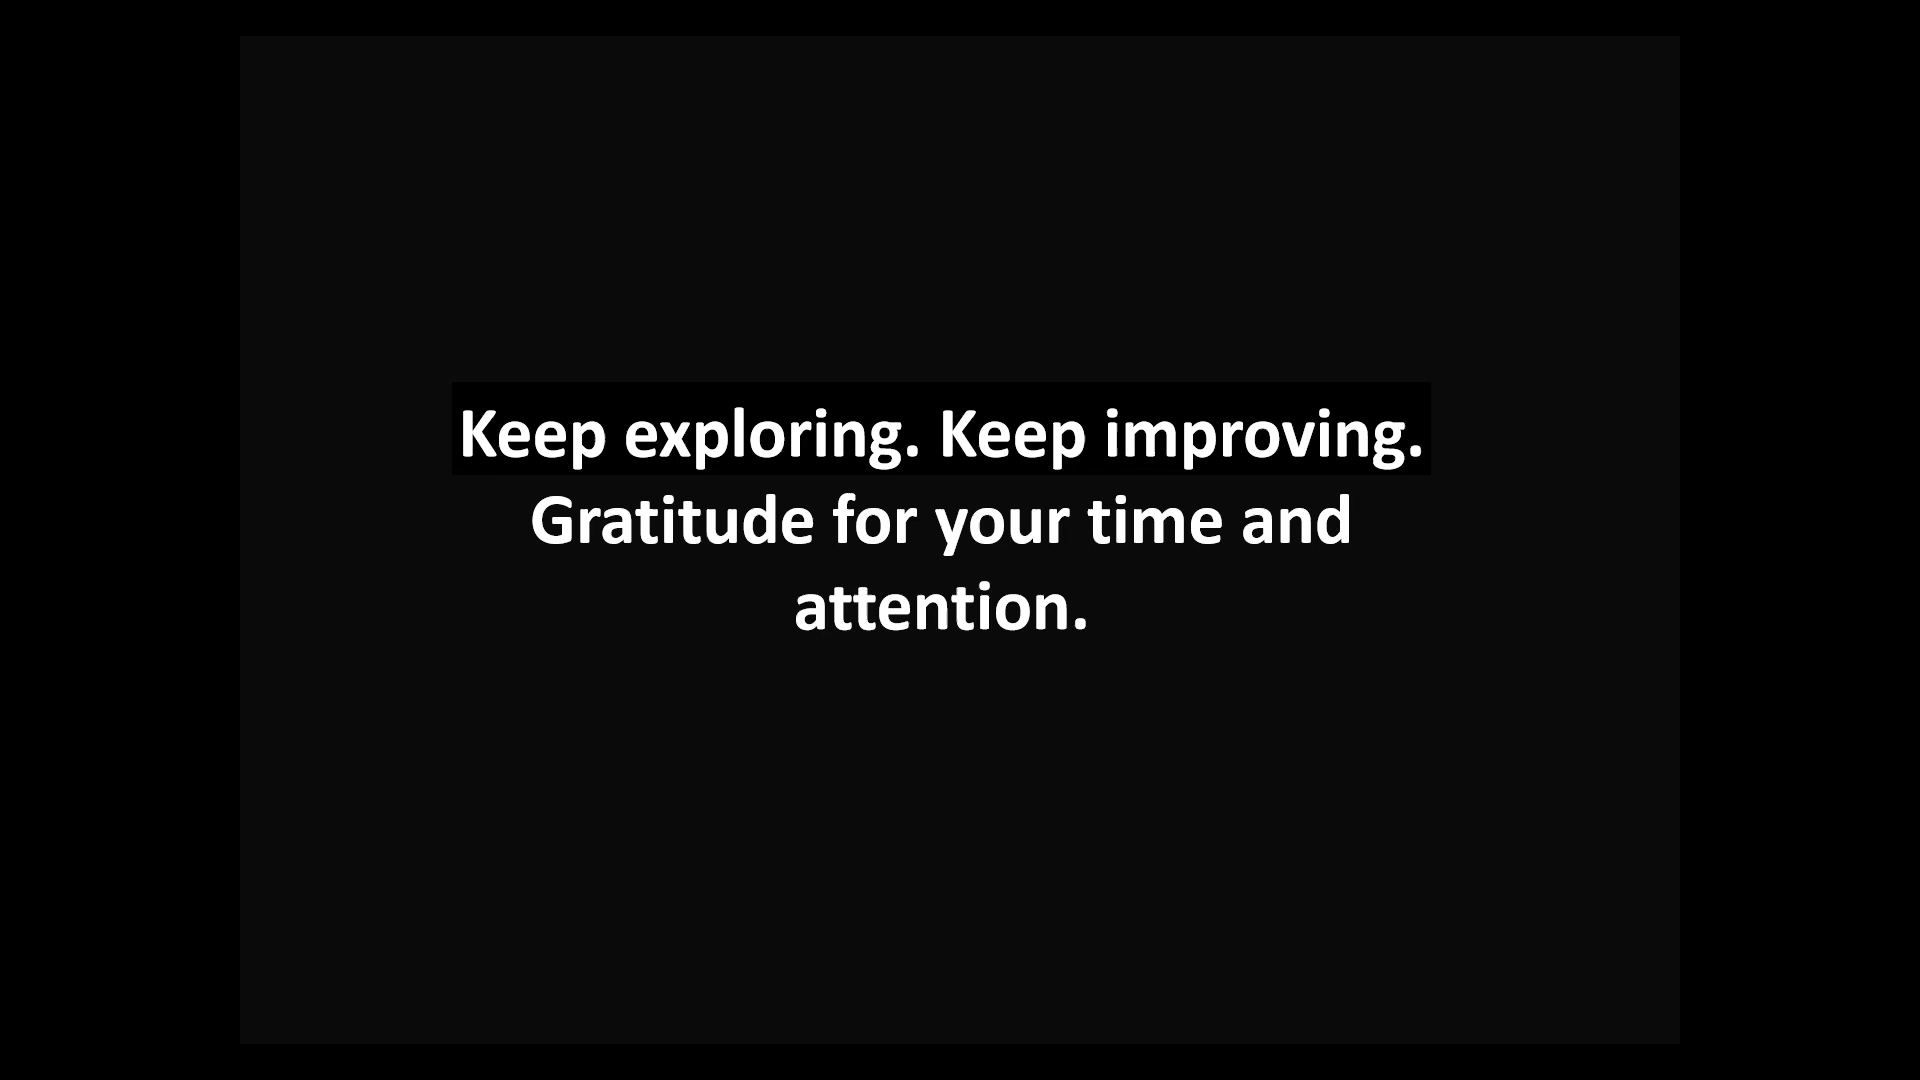 Keep exploring. Keep improving.
Gratitude for your time and
attention.